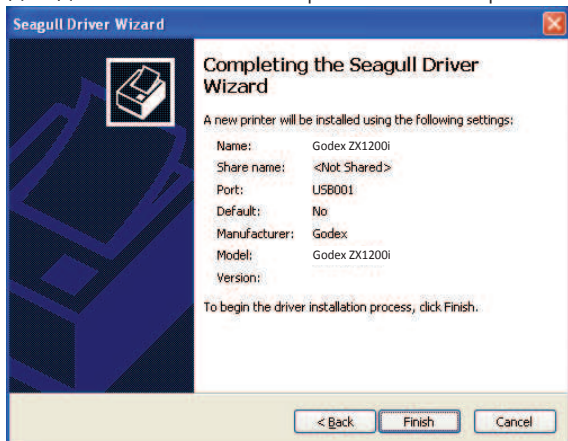 Seagull Driver Wizard
Completing the Seagull Driver
Wizard
A new printer will be installed using the following settings:
Name: Godex ZX1200i
Share name: <Not Shared>
Port: USB001
Default: No
Manufacturer: Godex
Model: Godex ZX1200i
Version:
To begin the driver installation process, click Finish.
< Back Finish Cancel